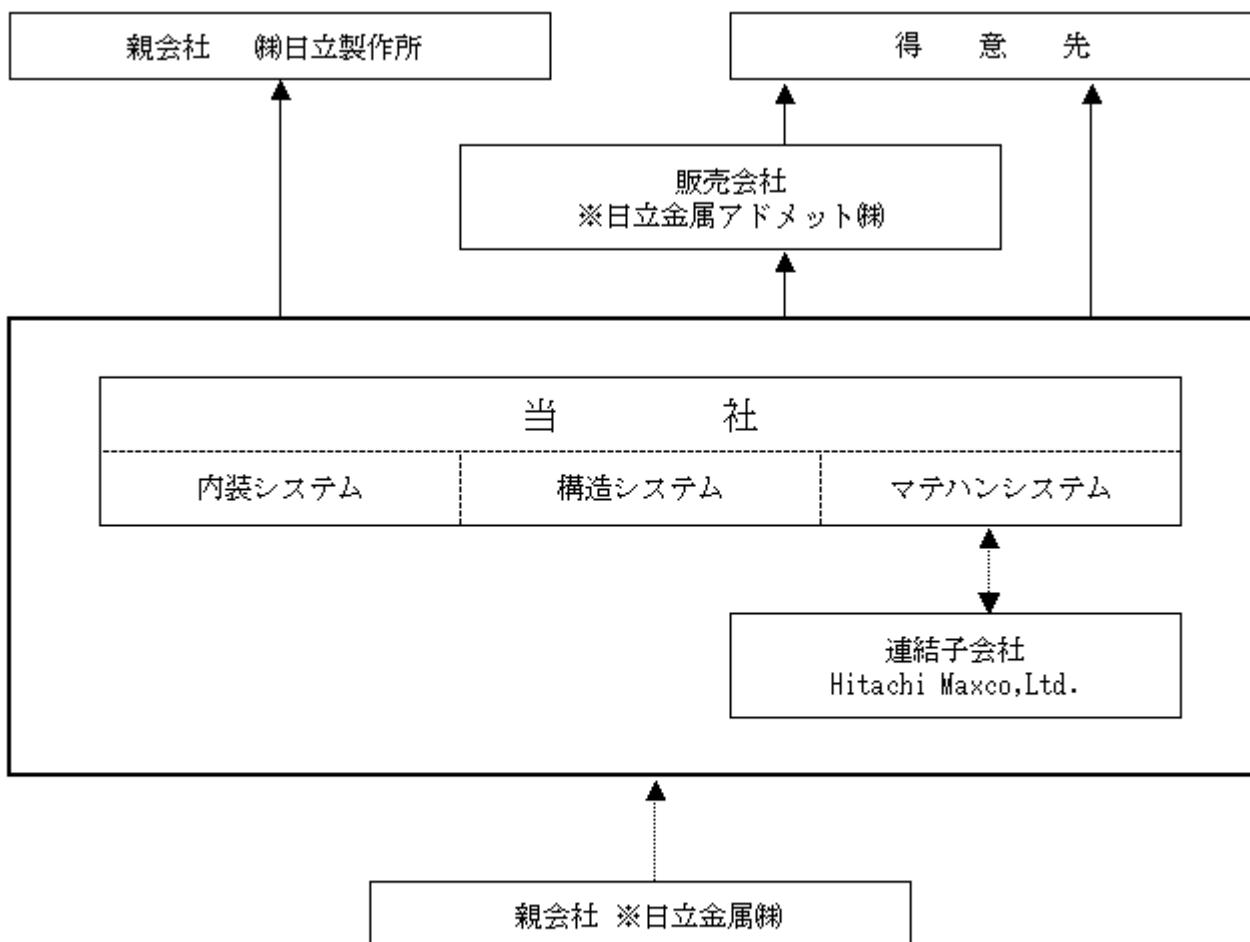 親会社　㈱日立製作所
得　意　先
販売会社
※日立金属アドメット㈱
当　　社
内装システム
構造システム
マテハンシステム
連結子会社
Hitachi Maxco,Ltd.
親会社 ※日立金属㈱